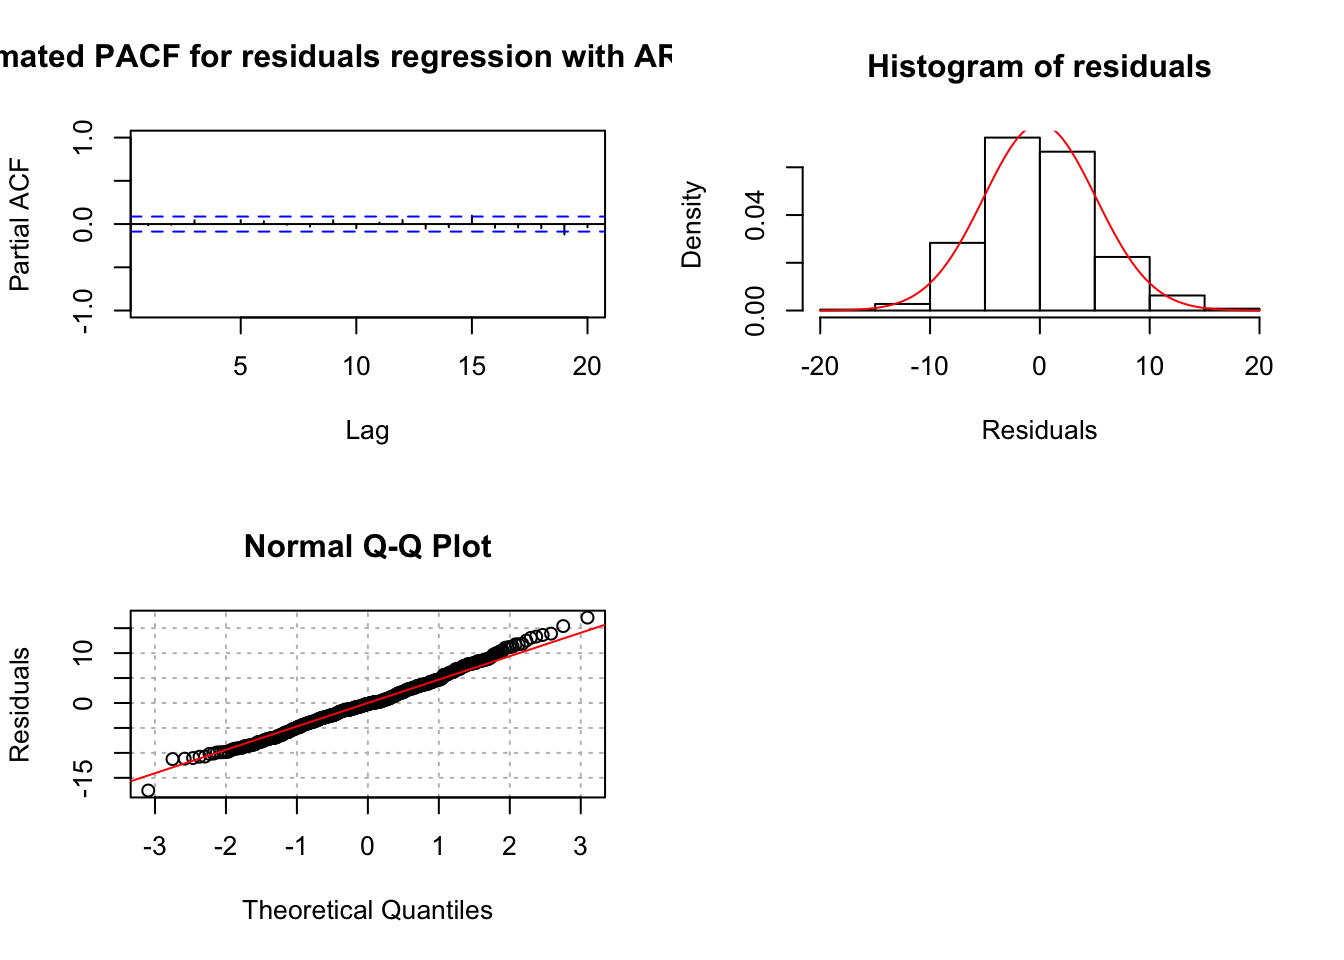 mated PACF for residuals regression with AR
Partial ACF
1.0
0.0
-1.0
5 10 15 20
Lag
Histogram of residuals
Density
0.04
0.00
-20 -10 0 10 20
Residuals
Normal Q-Q Plot
Residuals
10
0
-15
-3 -2 -1 0 1 2 3
Theoretical Quantiles